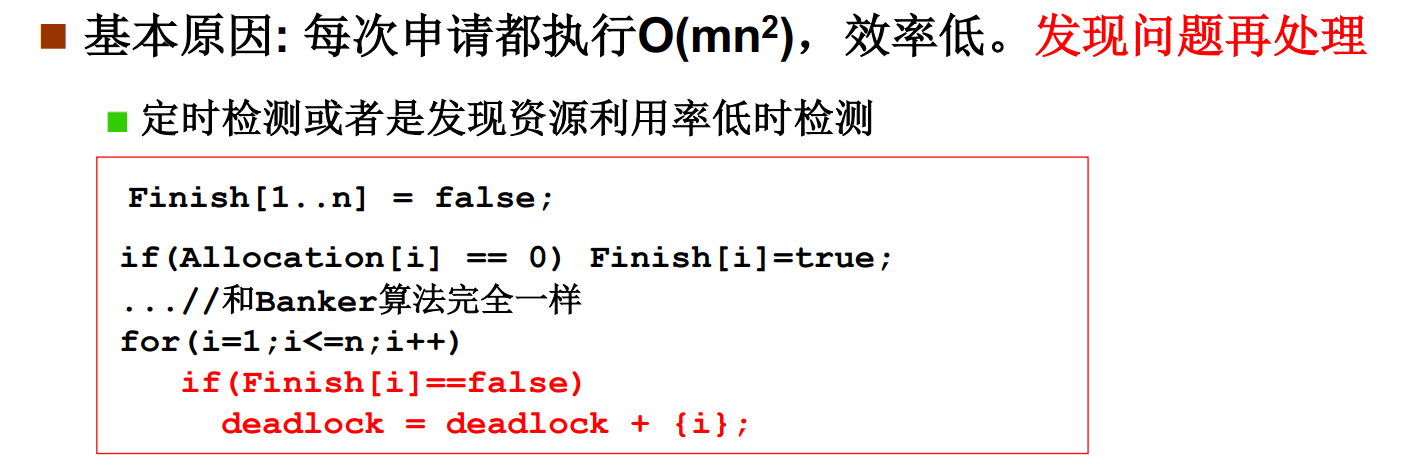 基本原因: 每次申请都执行O(mn²)，效率低。发现问题再处理
定时检测或者是发现资源利用率低时检测
Finish[1..n] = false;
if(Allocation[i] == 0) Finish[i]=true;
...//和Banker算法完全一样
for(i=1;i<=n;i++)
if(Finish[i]==false)
deadlock = deadlock + {i};